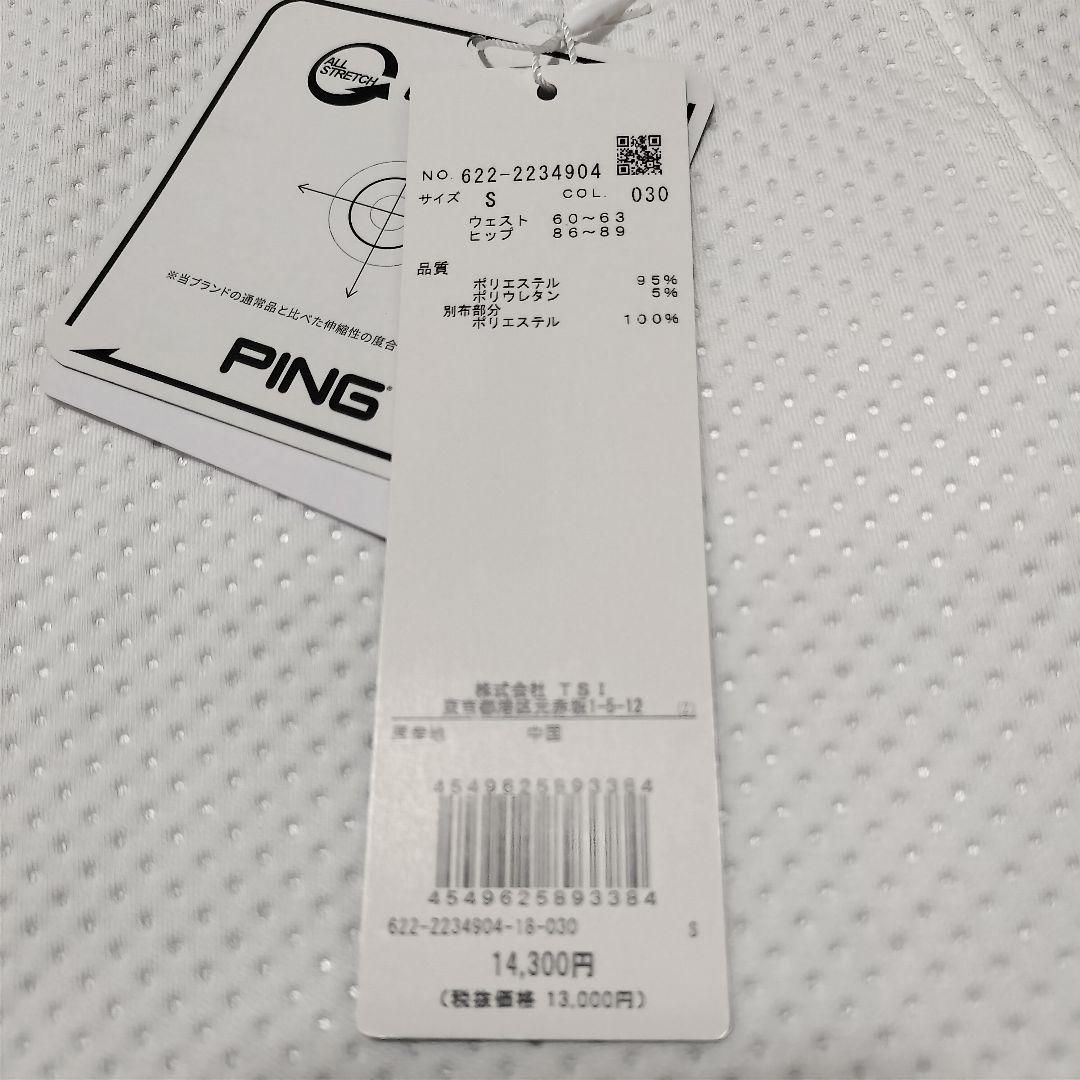 ALL
STRETCH
※当ブランドの通常品と比べた伸縮性の度合
PING
NO. 622-2234904
サイズ S COL. 030
ウェスト 60~63
ヒップ 86~89
品質
ポリエステル 95%
ポリウレタン 5%
別布部分
ポリエステル 100%
株式会社 TSI
東京都港区元赤坂1-5-12
原産地 中国
4549625893384
4549625893384
622-2234904-18-030 S
14,300円
(税抜価格 13,000円)